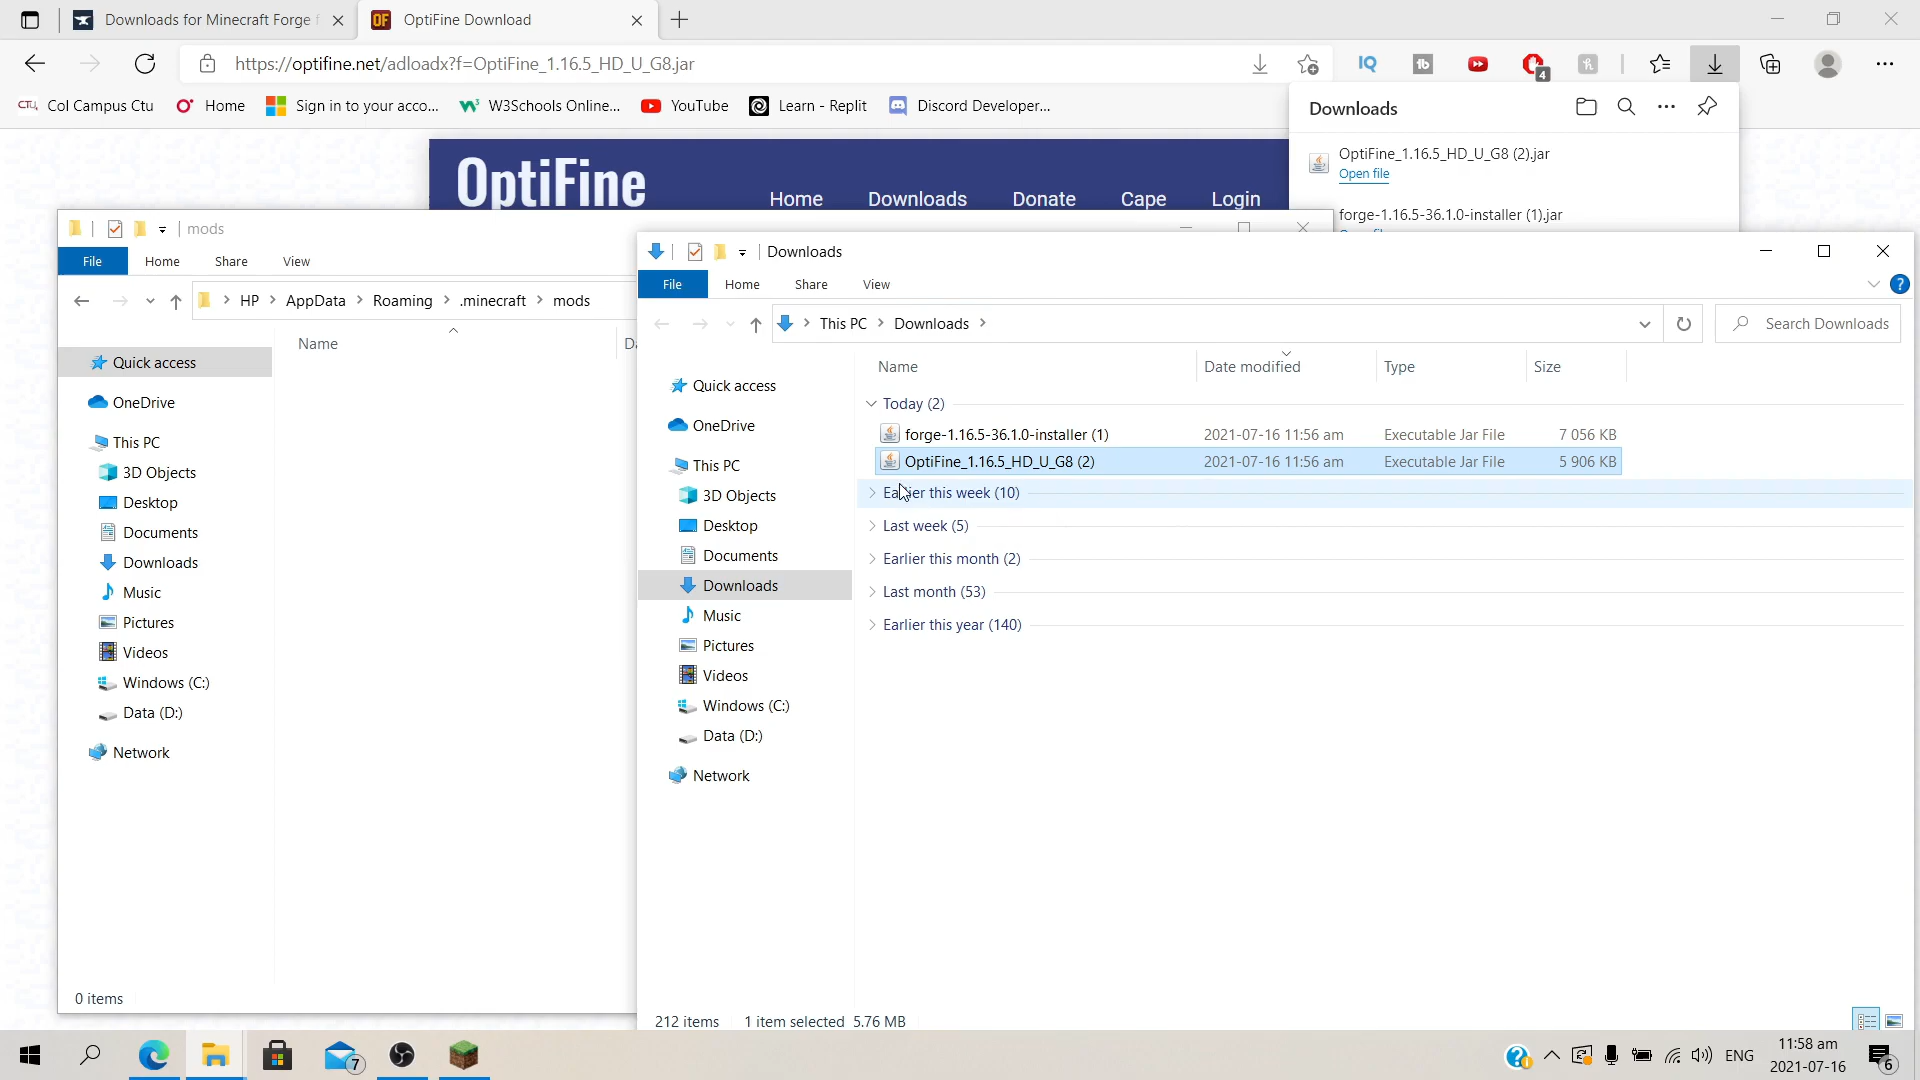 Downloads for Minecraft Forge f
OptiFine Download
https://optifine.net/adloadx?f=OptiFine_1.16.5_HD_U_G8.jar
4
Col Campus Ctu
Home
Sign in to your acco...
W3Schools Online...
YouTube
Learn - Replit
Discord Developer...
Downloads
OptiFine_1.16.5_HD_U_G8 (2).jar
Open file
forge-1.16.5-36.1.0-installer (1).jar
OptiFine
Home Downloads Donate Cape Login
mods
File Home Share View
HP > AppData > Roaming > .minecraft > mods
Name
Quick access
OneDrive
This PC
3D Objects
Desktop
Documents
Downloads
Music
Pictures
Videos
Windows (C:)
Data (D:)
Network
0 items
Downloads
File Home Share View
This PC > Downloads >
Search Downloads
Name Date modified Type Size
Quick access
OneDrive
This PC
3D Objects
Desktop
Documents
Downloads
Music
Pictures
Videos
Windows (C:)
Data (D:)
Network
Today (2)
forge-1.16.5-36.1.0-installer (1) 2021-07-16 11:56 am Executable Jar File 7 056 KB
OptiFine_1.16.5_HD_U_G8 (2) 2021-07-16 11:56 am Executable Jar File 5 906 KB
Earlier this week (10)
Last week (5)
Earlier this month (2)
Last month (53)
Earlier this year (140)
212 items 1 item selected 5.76 MB
7
ENG
11:58 am
2021-07-16
6